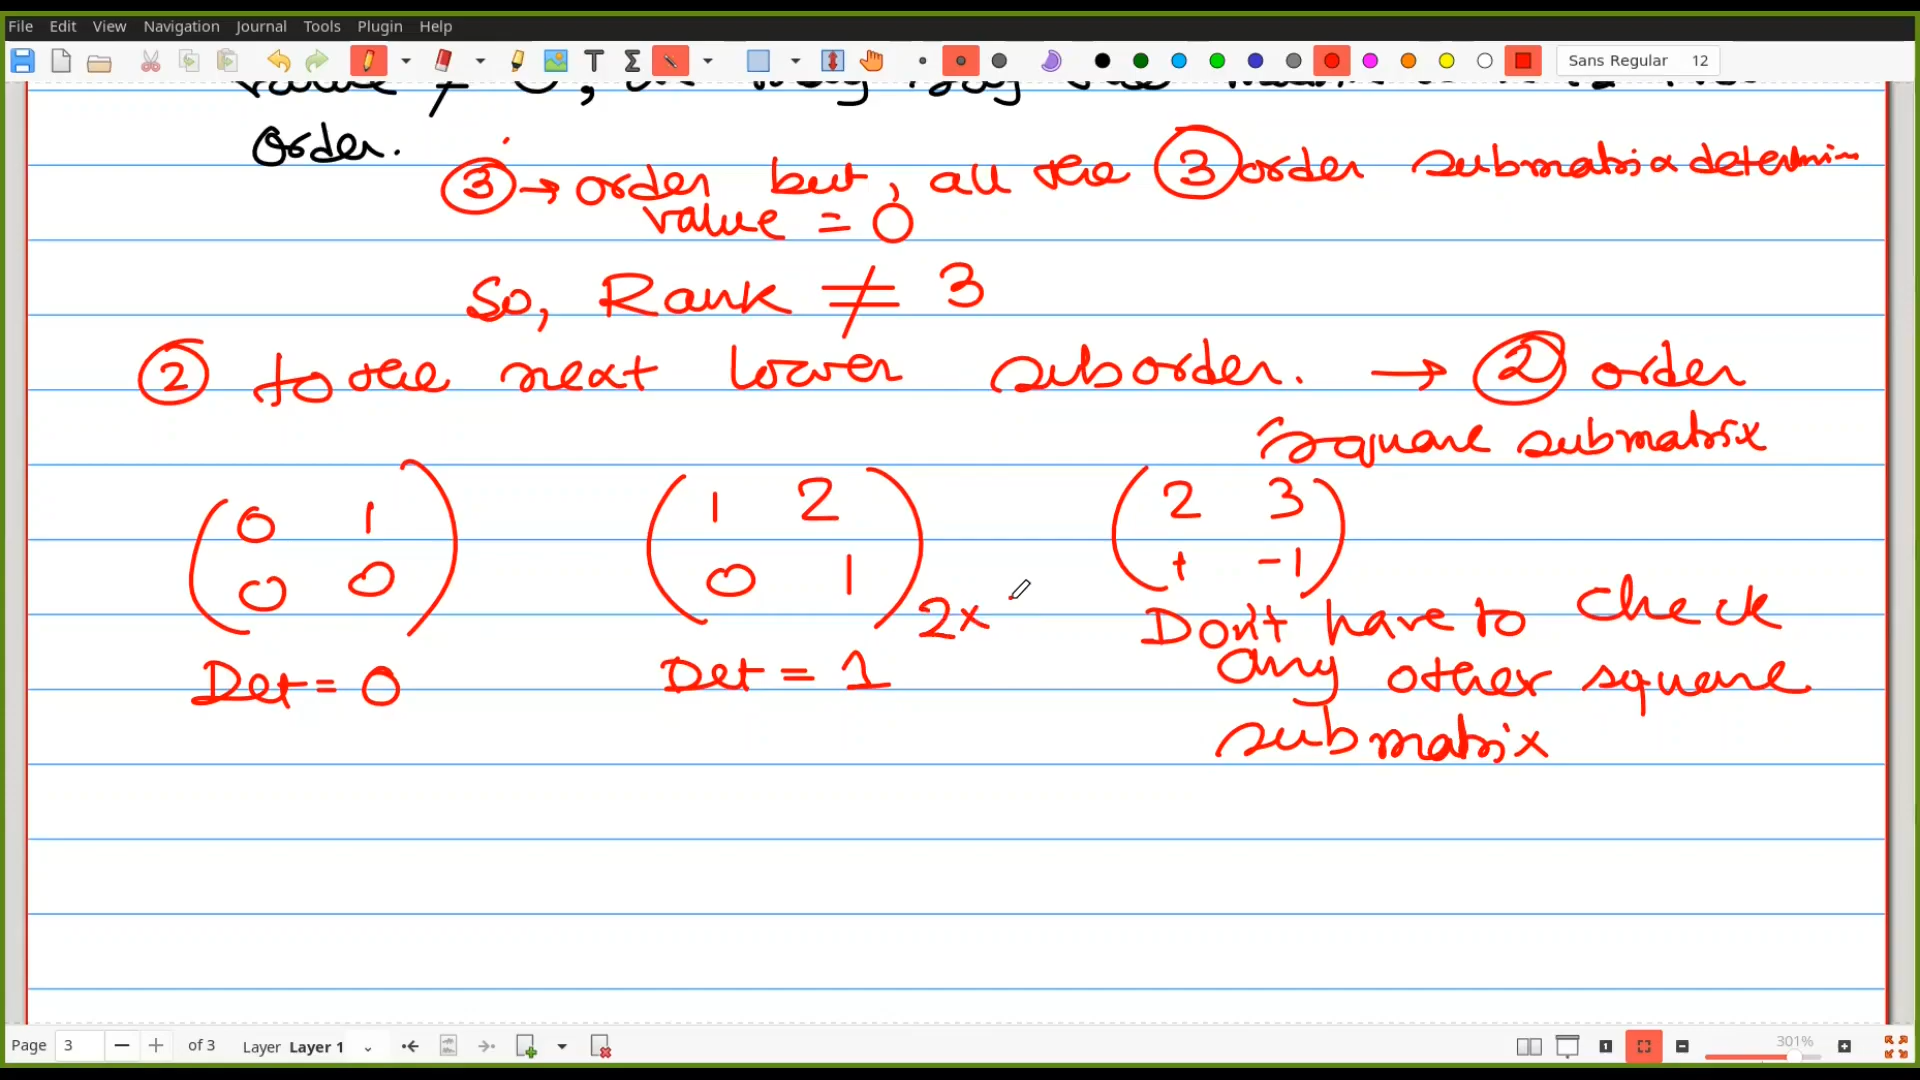 File Edit View Navigation Journal Tools Plugin Help
Sans Regular 12
order.
3 → order but, all the 3 order submatrix determin
value = 0
So, Rank ≠ 3
2 to the next lower suborder. → 2 order
square submatrix
0 1 1 2 2 3
0 0 0 1 + -1
2x
Don't have to check
Det = 0 Det = 1 any other square
submatrix
Page 3 of 3 Layer Layer 1 301%